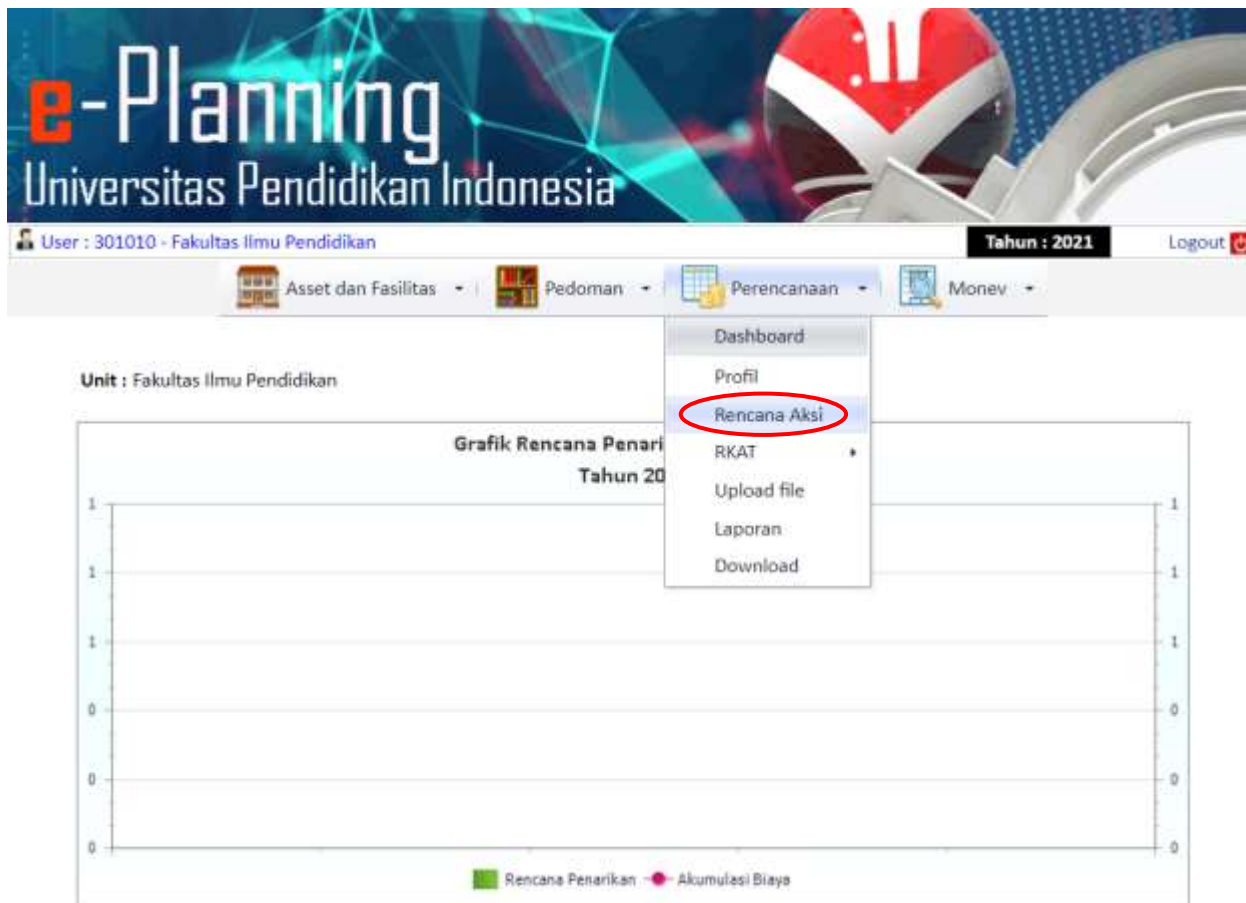 e-Planning
Universitas Pendidikan Indonesia
User : 301010 - Fakultas Ilmu Pendidikan
Tahun : 2021
Logout
Asset dan Fasilitas
Pedoman
Perencanaan
Monev
Dashboard
Profil
Rencana Aksi
RKAT
Upload file
Laporan
Download
Unit : Fakultas Ilmu Pendidikan
Grafik Rencana Penari
Tahun 20
1 1
1 1
1 1
0 0
0 0
0 0
Rencana Penarikan Akumulasi Biaya